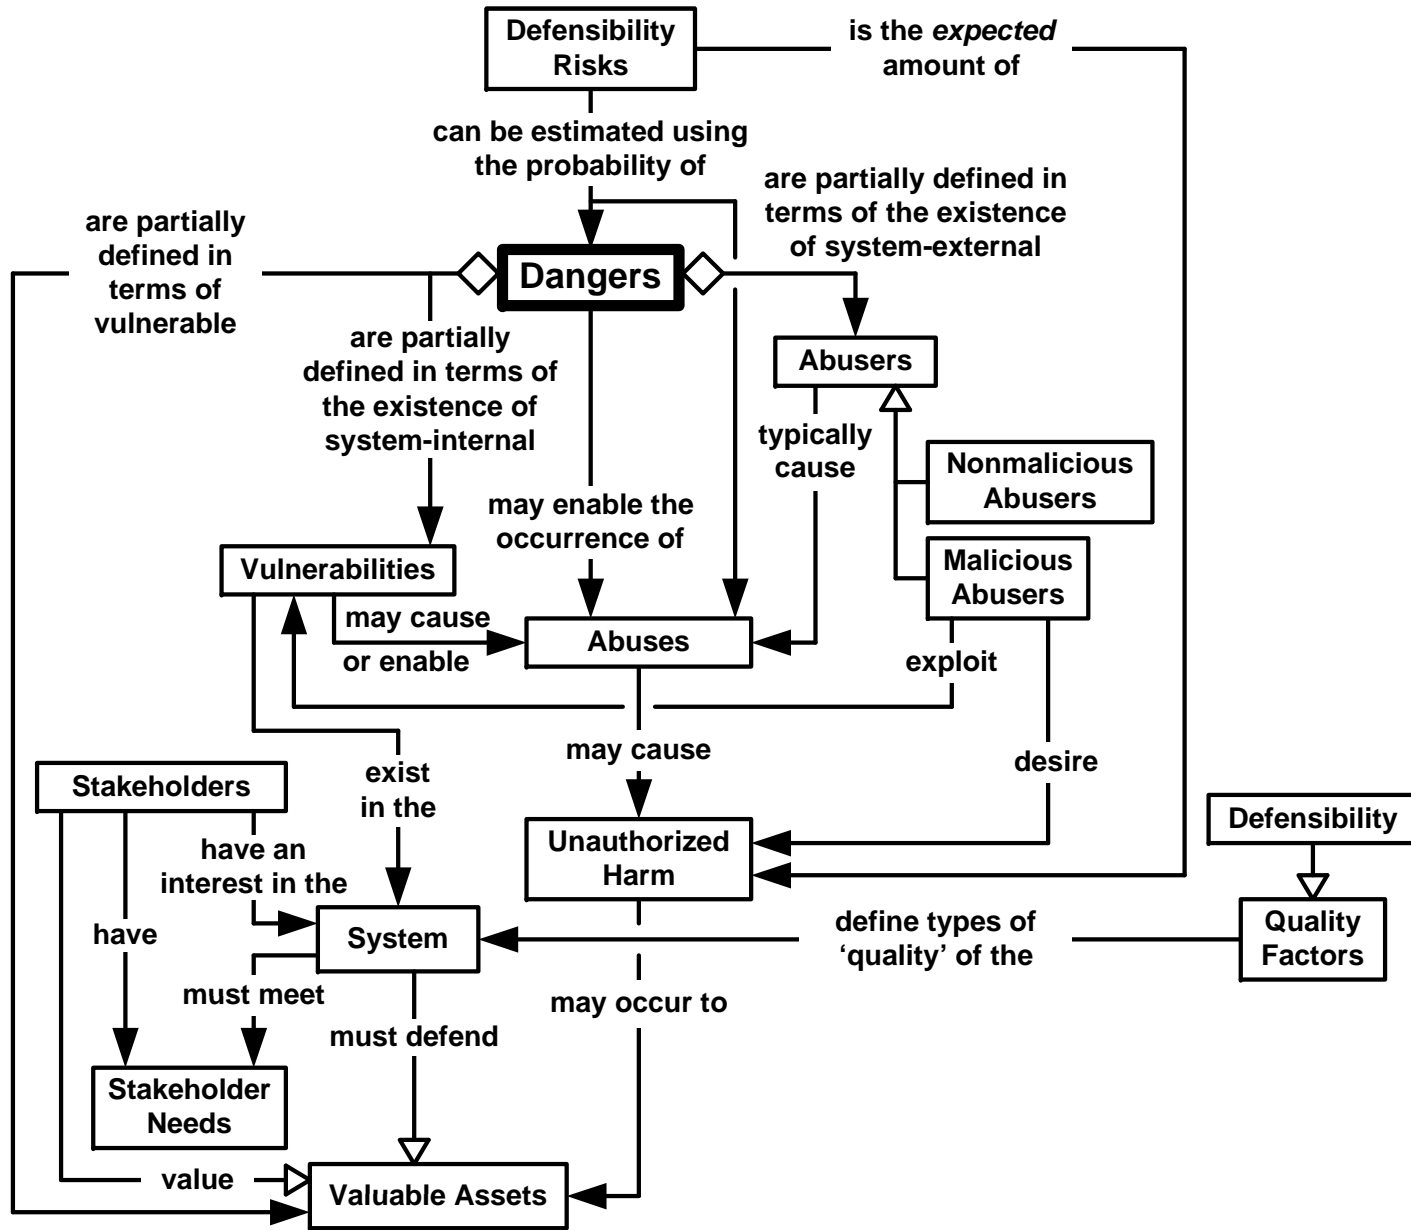 Defensibility
Risks
is the expected
amount of
can be estimated using
the probability of
are partially defined in
terms of the existence
of system-external
are partially
defined in
terms of
vulnerable
Dangers
are partially
defined in terms of
the existence of
system-internal
Abusers
typically
cause
Nonmalicious
Abusers
may enable the
occurrence of
Vulnerabilities
Malicious
Abusers
may cause
or enable
Abuses
exploit
may cause
desire
Stakeholders
exist
in the
Defensibility
Unauthorized
Harm
have an
interest in the
have
System
define types of
‘quality’ of the
Quality
Factors
must meet
may occur to
must defend
Stakeholder
Needs
value
Valuable Assets